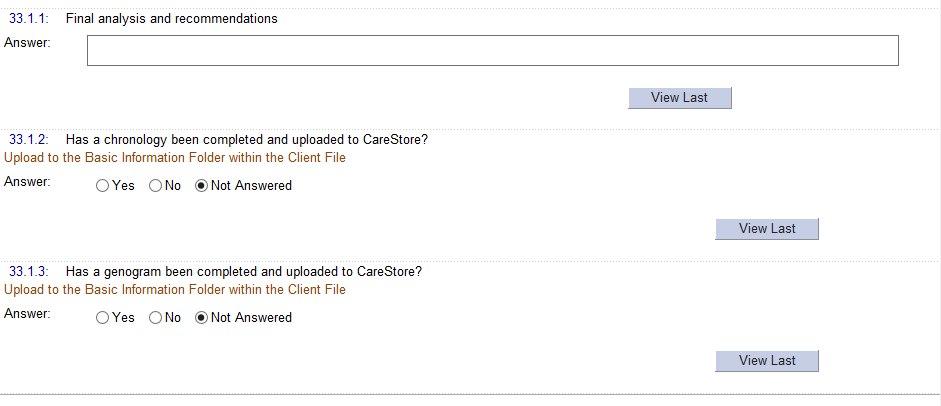 33.1.1: Final analysis and recommendations
Answer:
View Last
33.1.2: Has a chronology been completed and uploaded to CareStore?
Upload to the Basic Information Folder within the Client File
Answer: Yes No Not Answered
View Last
33.1.3: Has a genogram been completed and uploaded to CareStore?
Upload to the Basic Information Folder within the Client File
Answer: Yes No Not Answered
View Last